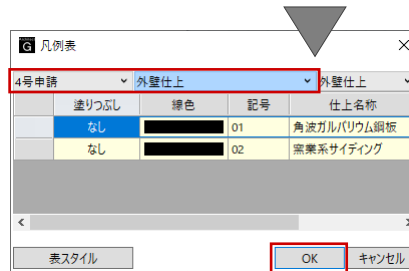 G 凡例表
4号申請 外壁仕上 外壁仕上
塗りつぶし 線色 記号 仕上名称
なし 01 角波ガルバリウム鋼板
なし 02 窯業系サイディング
表スタイル OK キャンセル